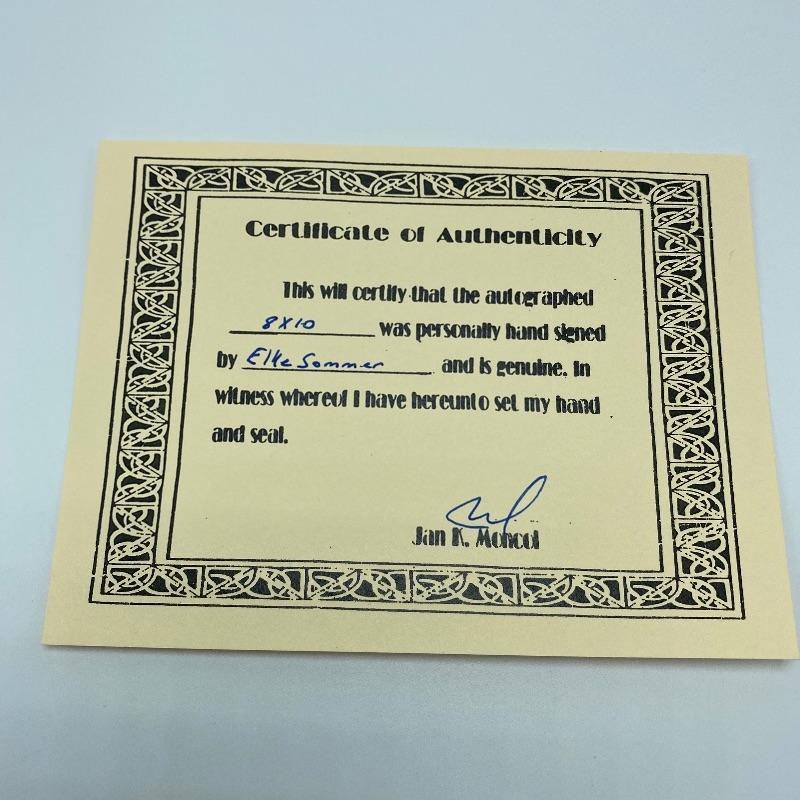 Certificate of Authenticity
This will certify that the autographed
8X10 was personally hand signed
by Elke Sommer and is genuine. In
witness whereof I have hereunto set my hand
and seal.
Jan K. Mohcol